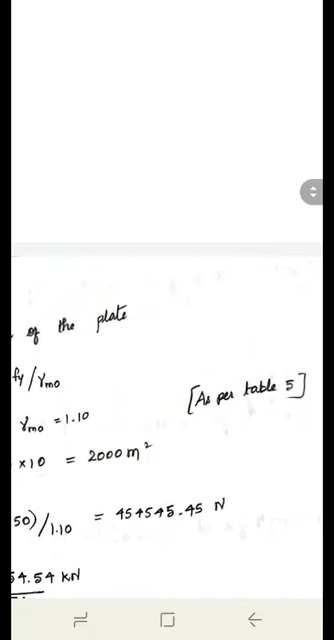 of the plate
fy/γmo
[As per table 5]
γmo = 1.10
x 10 = 2000 m²
50)/1.10 = 454545.45 N
54.54 kN